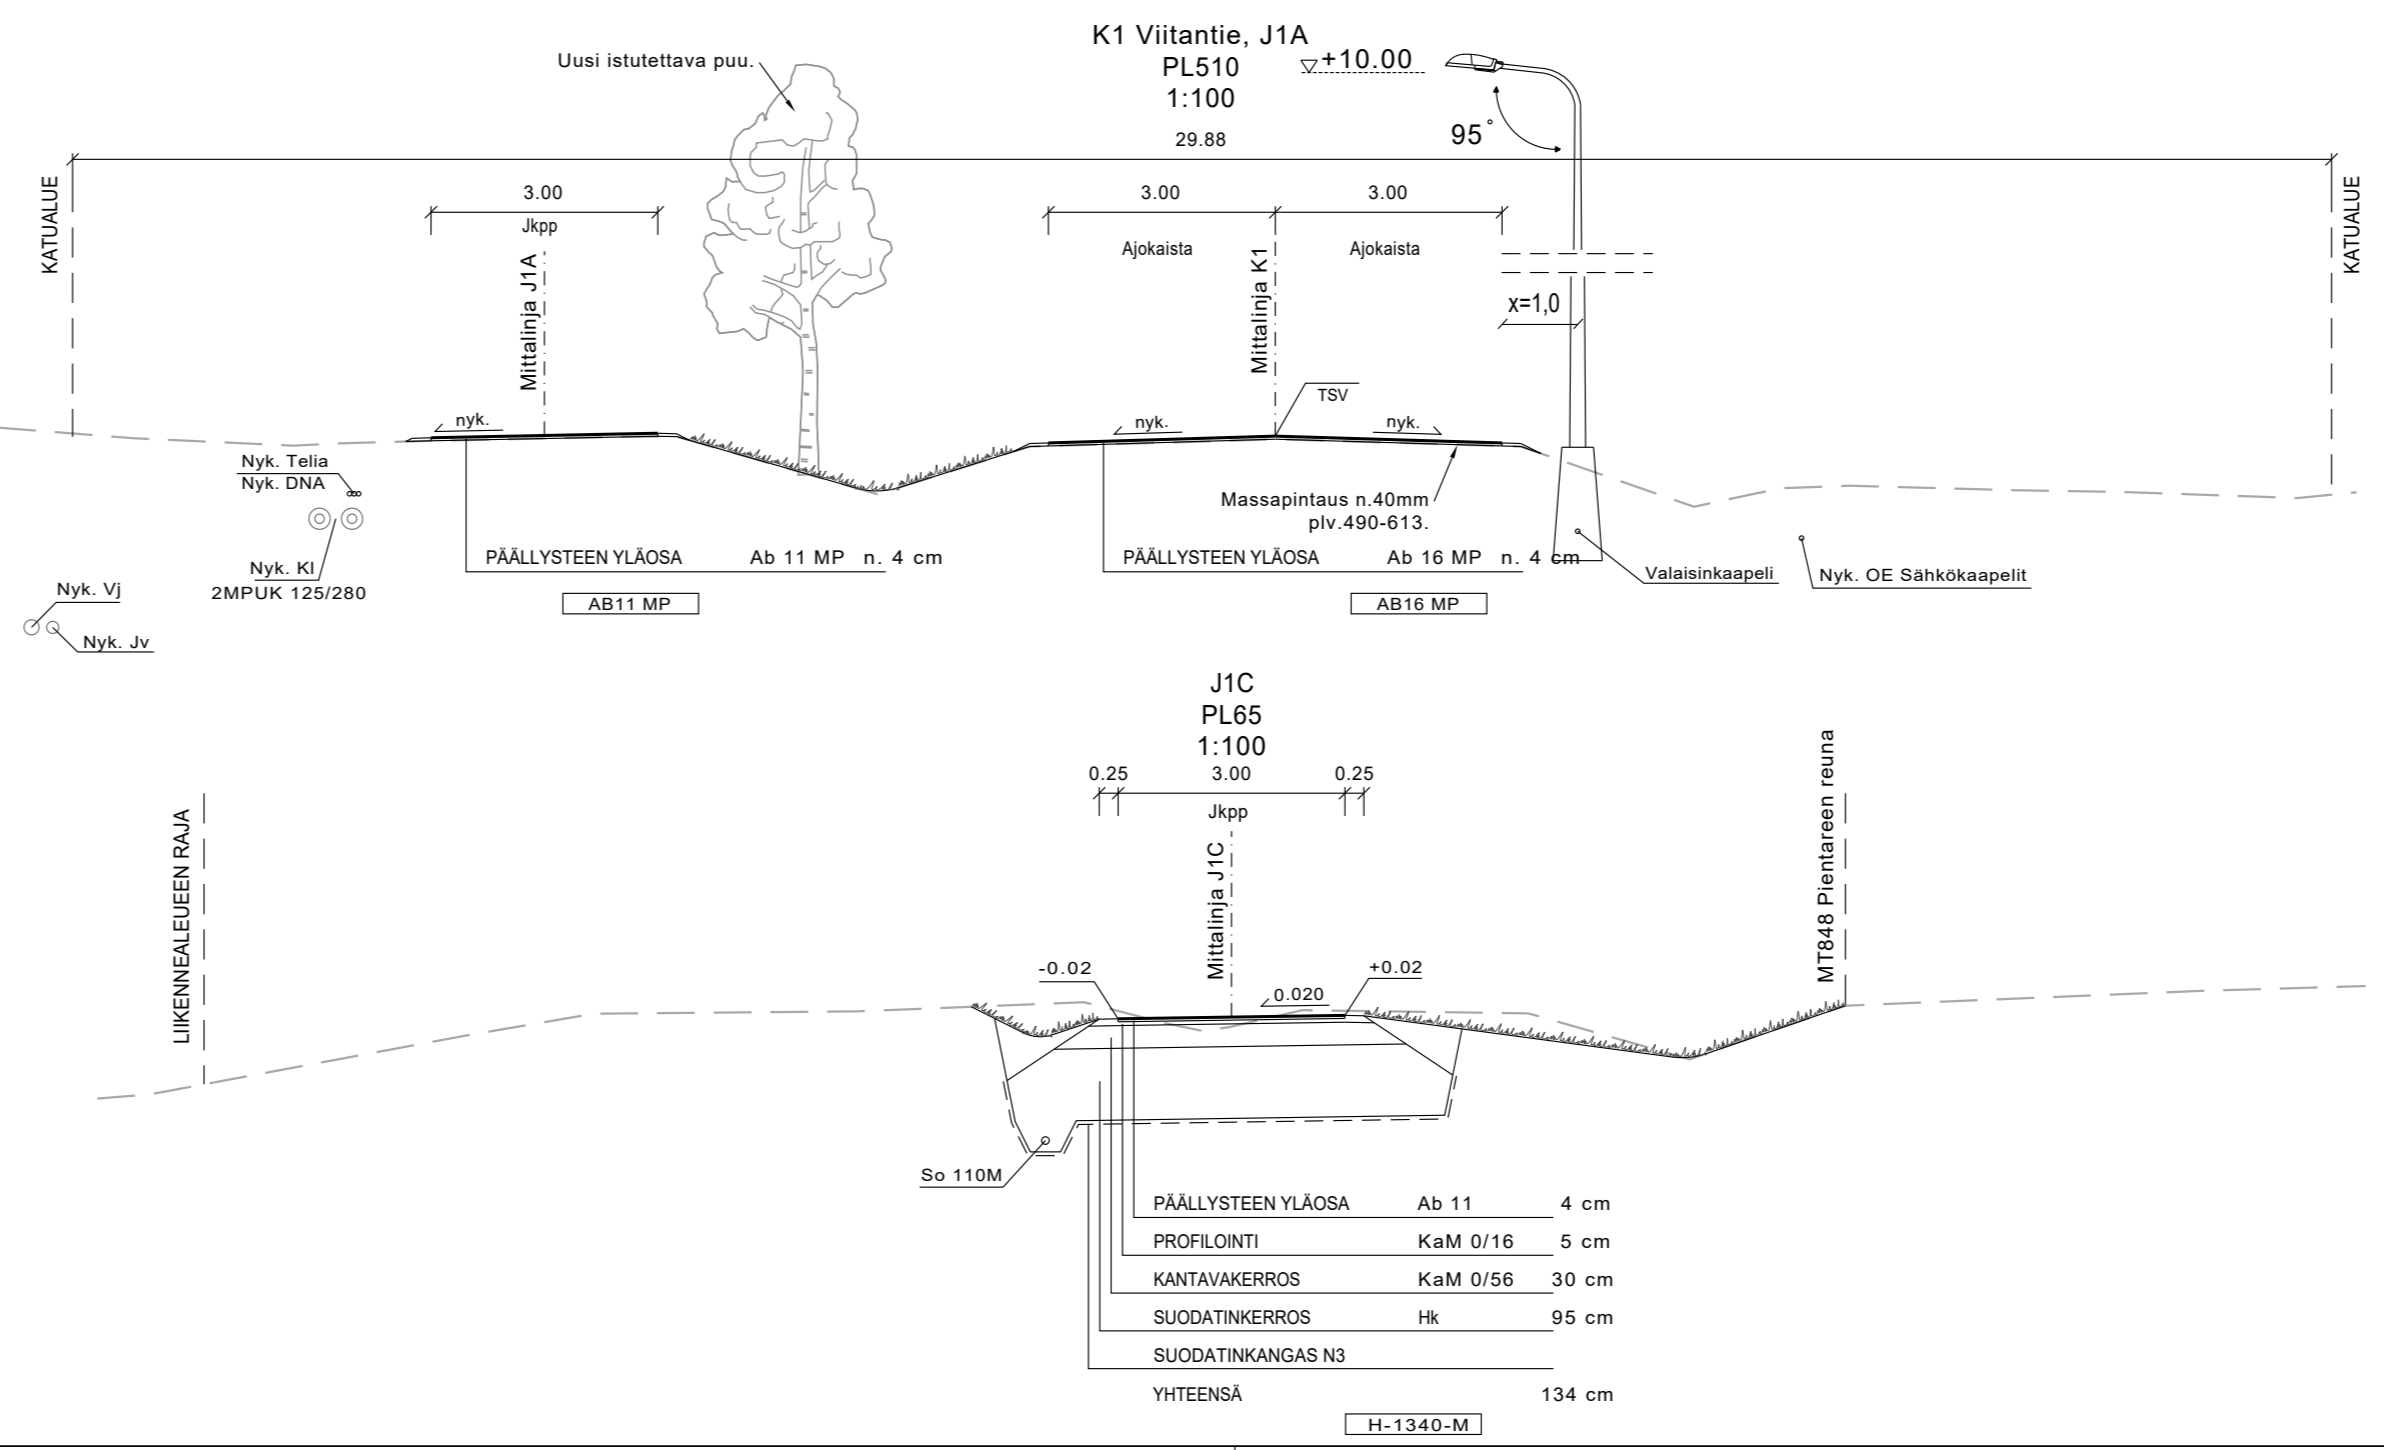 K1 Viitantie, J1A
PL510
1:100
+10.00
Uusi istutettava puu.
95°
29.88
KATUALUE
KATUALUE
3.00
Jkpp
3.00
3.00
Ajokaista
Ajokaista
Mittalinja J1A
Mittalinja K1
x=1,0
TSV
nyk.
nyk.
nyk.
Nyk. Telia
Nyk. DNA
Massapintaus n.40mm
plv.490-613.
PÄÄLLYSTEEN YLÄOSA Ab 11 MP n. 4 cm
PÄÄLLYSTEEN YLÄOSA Ab 16 MP n. 4 cm
Nyk. Kl
2MPUK 125/280
Valaisinkaapeli
Nyk. OE Sähkökaapelit
Nyk. Vj
AB11 MP
AB16 MP
Nyk. Jv
J1C
PL65
1:100
0.25
3.00
0.25
Jkpp
LIIKENNEALEUEEN RAJA
Mittalinja J1C
MT848 Pientareen reuna
-0.02
+0.02
0.020
So 110M
PÄÄLLYSTEEN YLÄOSA Ab 11 4 cm
PROFILOINTI KaM 0/16 5 cm
KANTAVAKERROS KaM 0/56 30 cm
SUODATINKERROS Hk 95 cm
SUODATINKANGAS N3
YHTEENSÄ 134 cm
H-1340-M